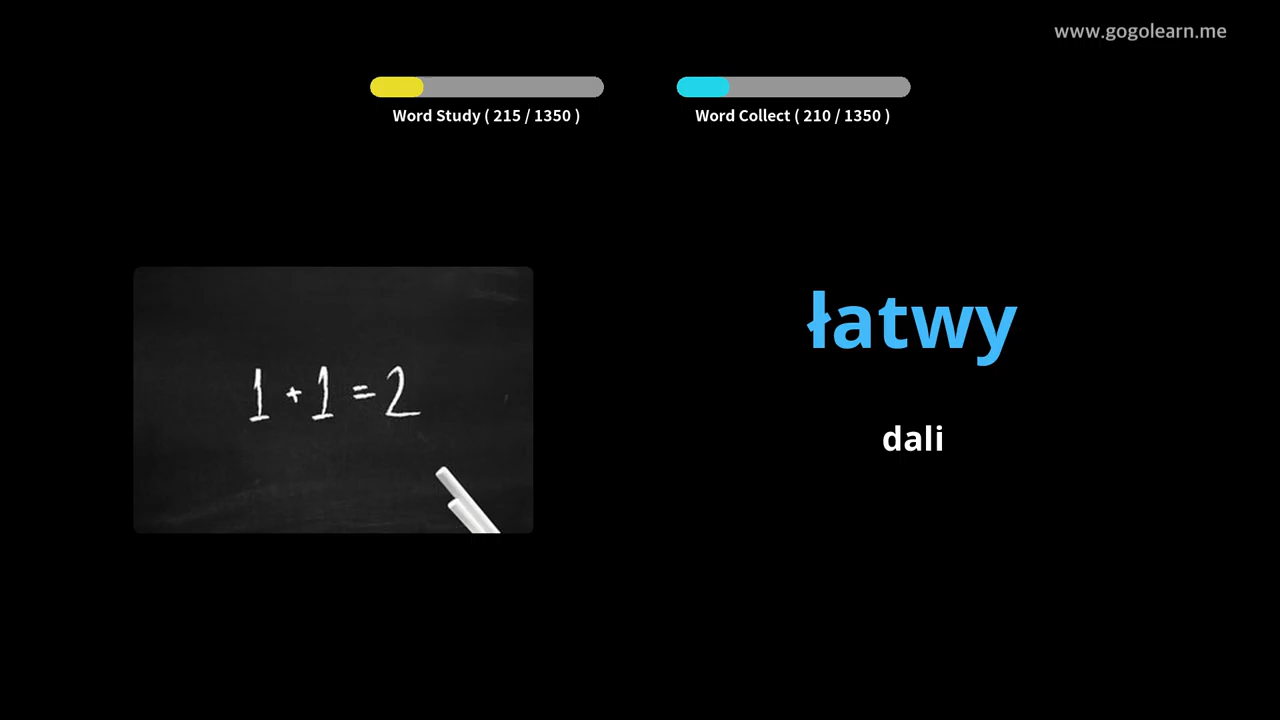 www.gogolearn.me
Word Study ( 215 / 1350 )
Word Collect ( 210 / 1350 )
1 + 1 = 2
łatwy
dali